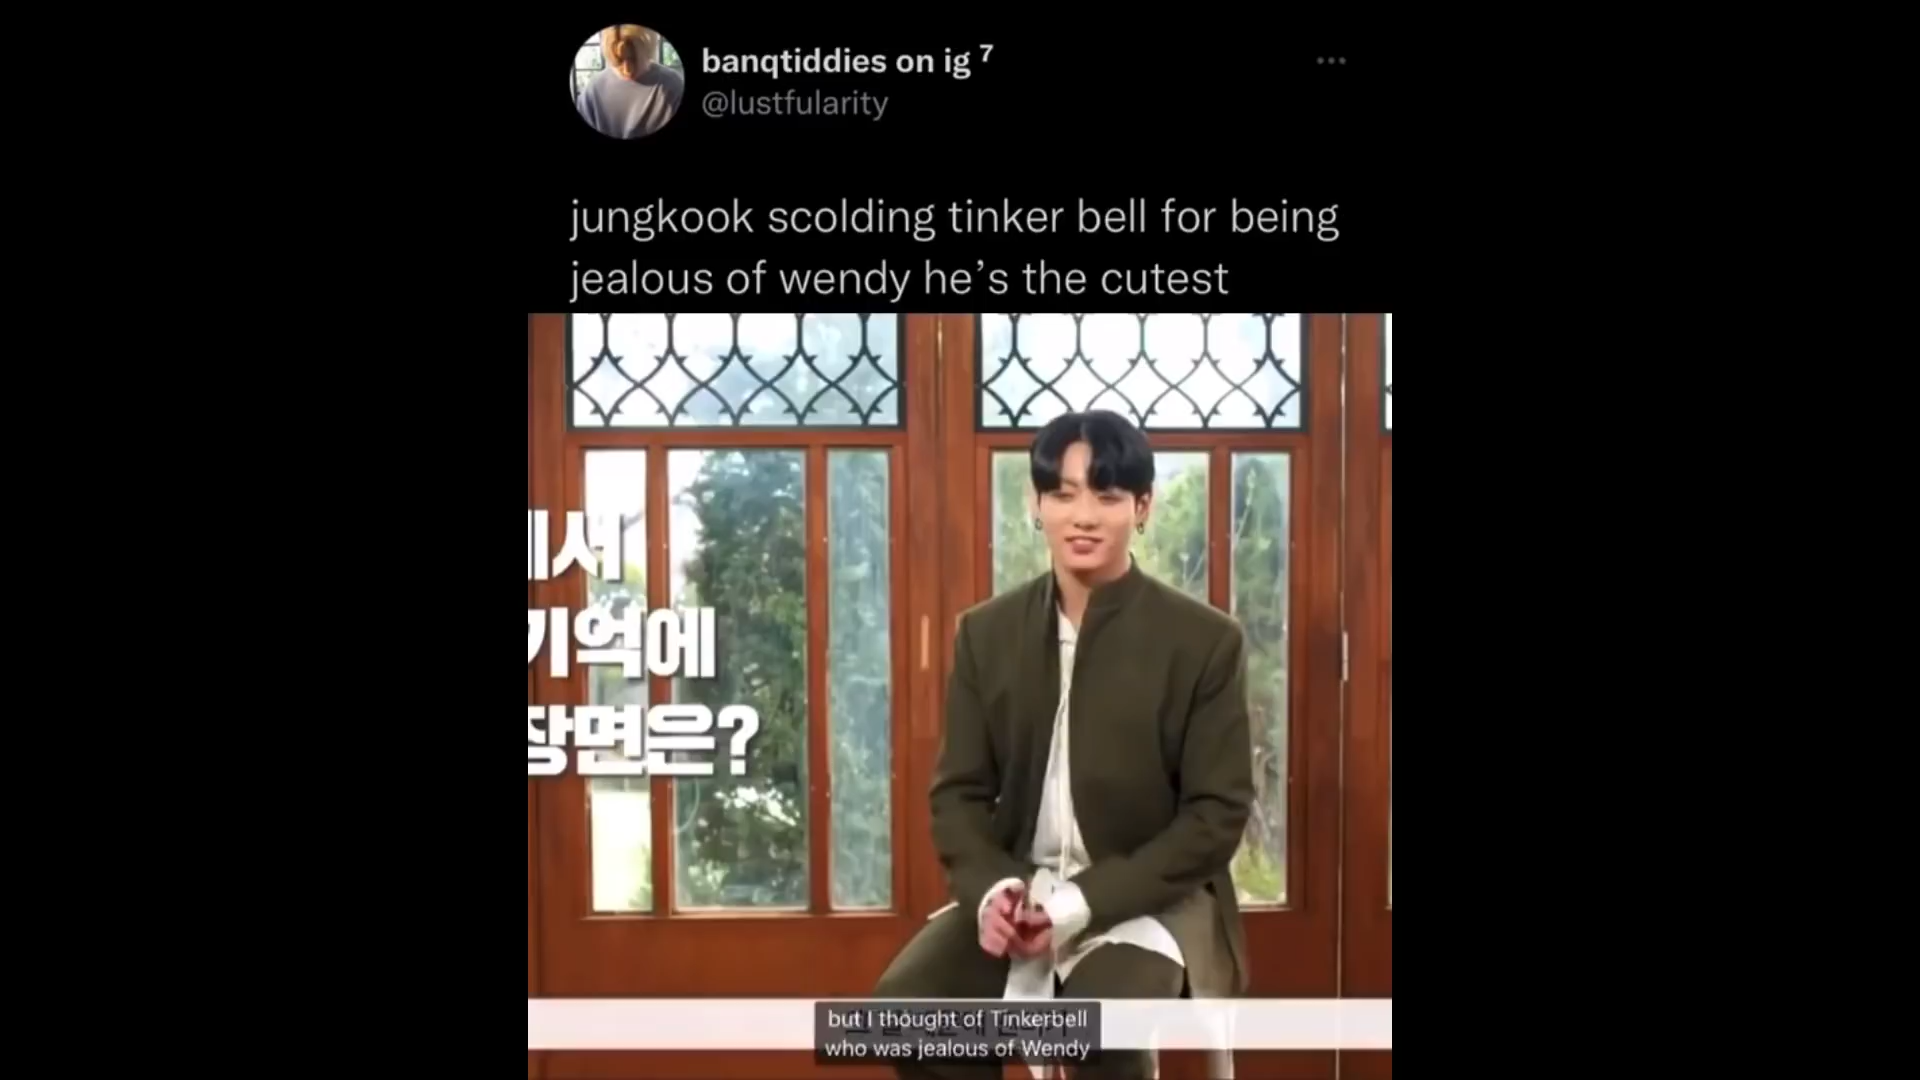 banqtiddies on ig ⁷
@lustfularity
jungkook scolding tinker bell for being
jealous of wendy he’s the cutest
에서
기억에
장면은?
but I thought of Tinkerbell
who was jealous of Wendy